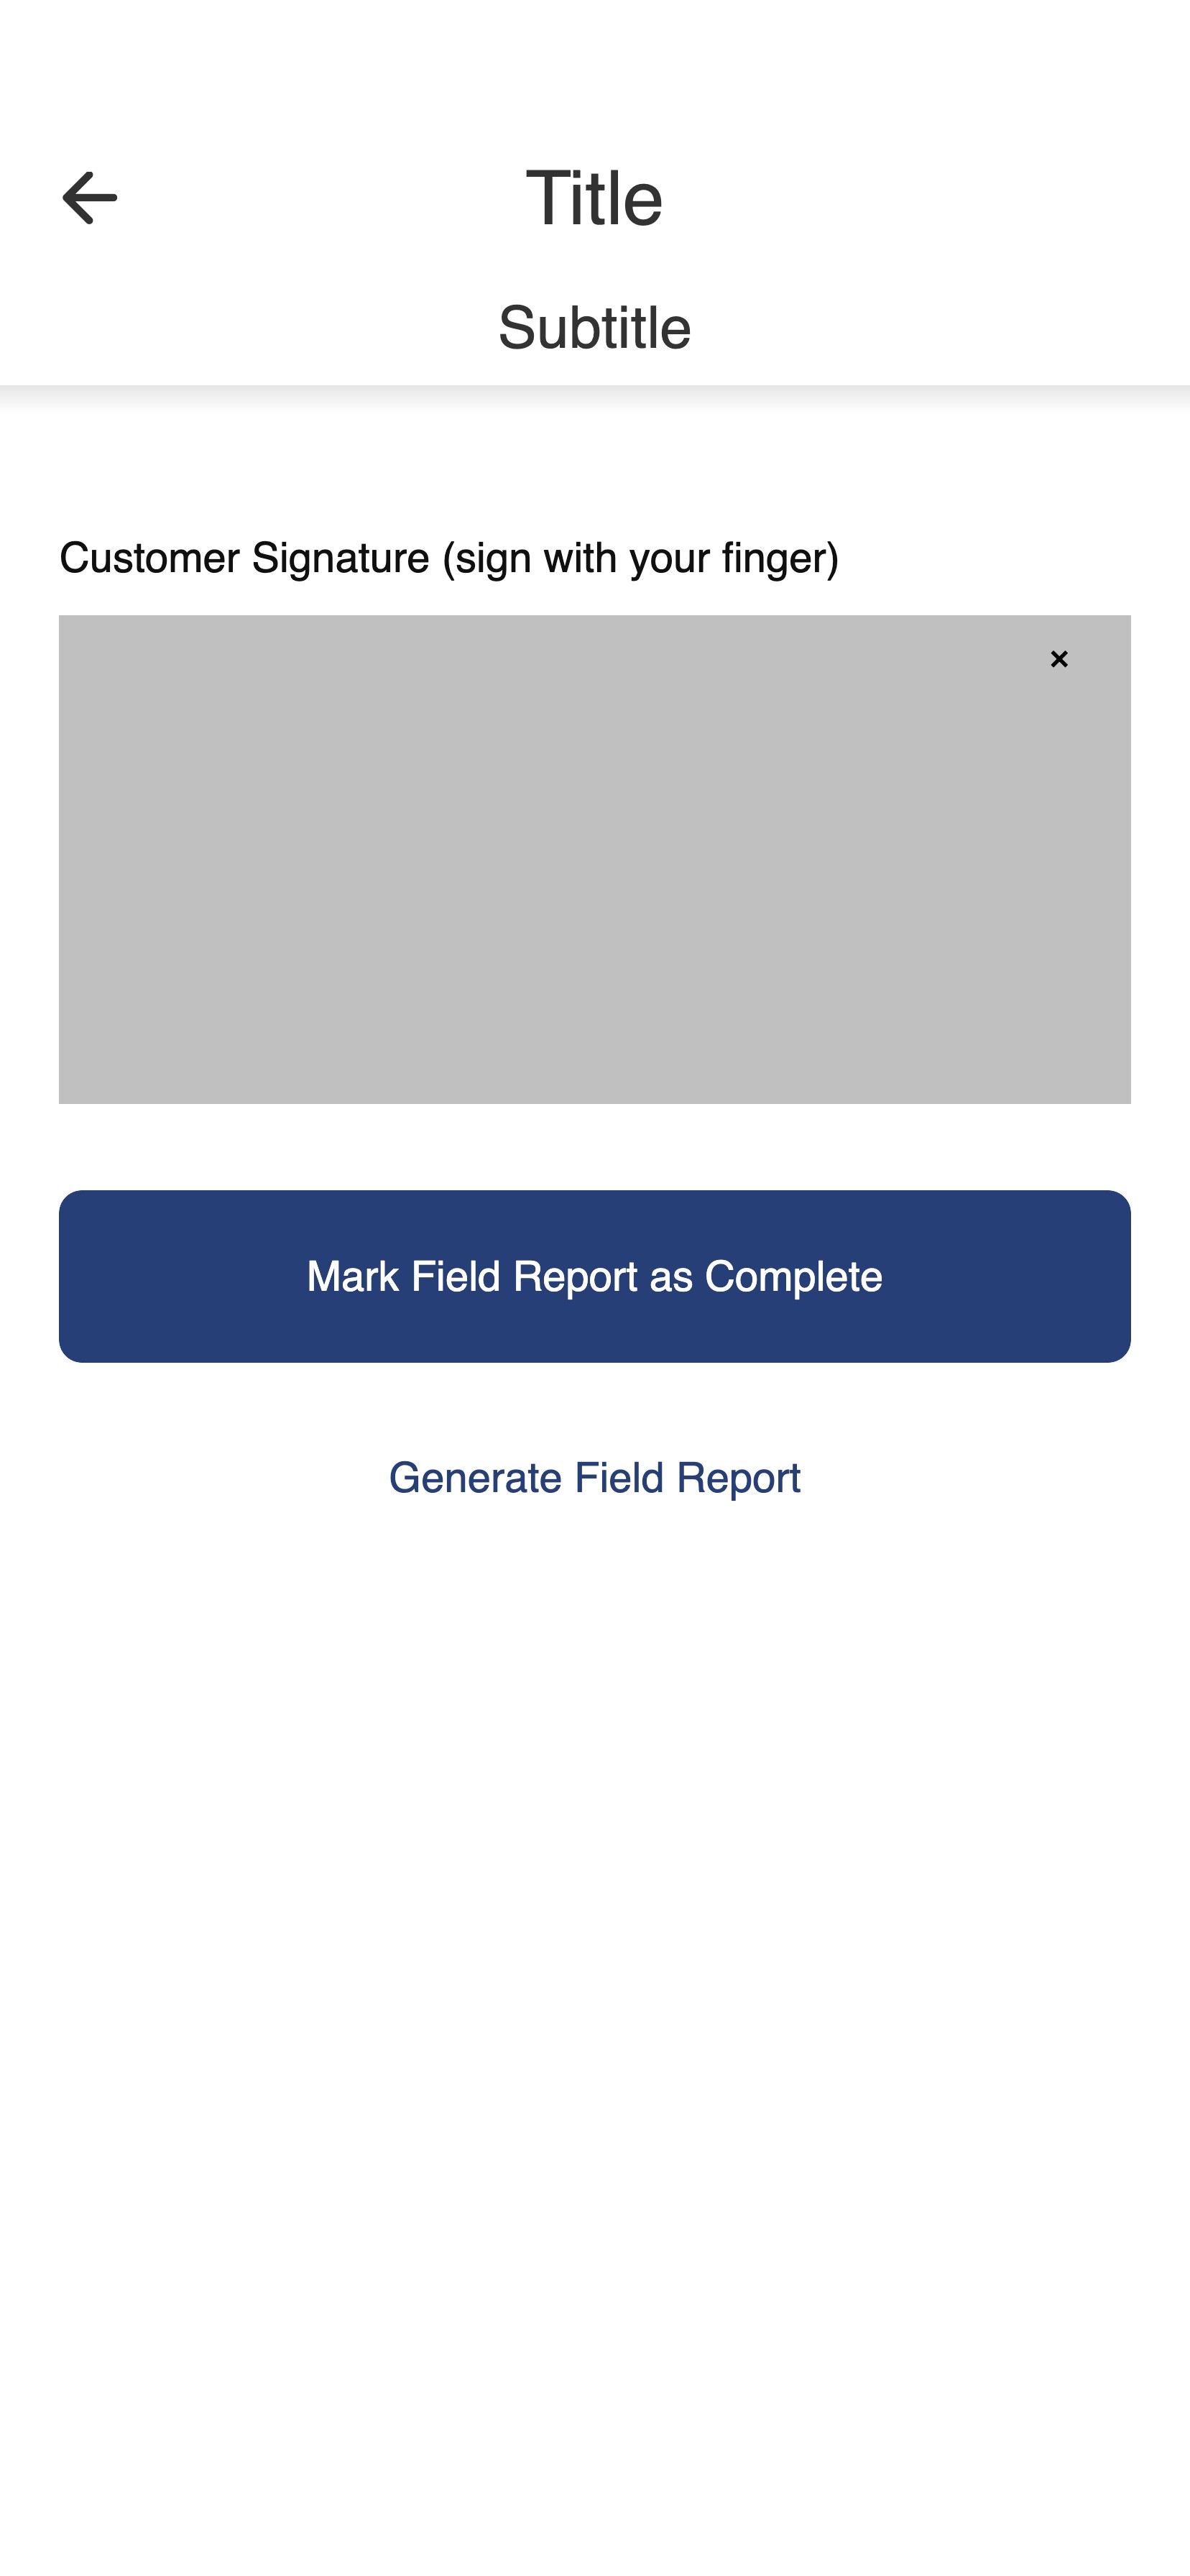 Title
Subtitle
Customer Signature (sign with your finger)
×
Mark Field Report as Complete
Generate Field Report